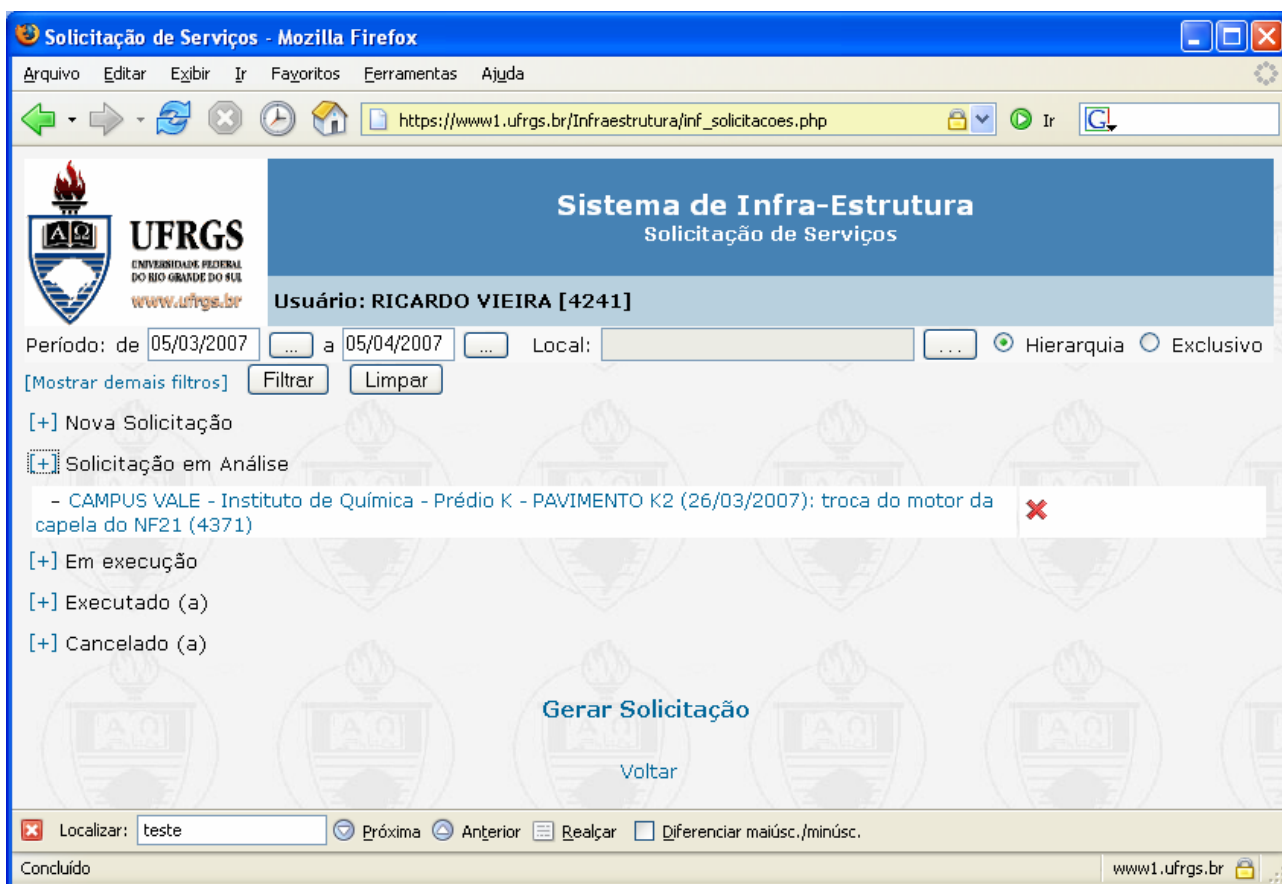 Solicitação de Serviços - Mozilla Firefox
Arquivo Editar Exibir Ir Favoritos Ferramentas Ajuda
https://www1.ufrgs.br/Infraestrutura/inf_solicitacoes.php Ir G
Sistema de Infra-Estrutura
Solicitação de Serviços
ΑΩ UFRGS
UNIVERSIDADE FEDERAL
DO RIO GRANDE DO SUL
www.ufrgs.br
Usuário: RICARDO VIEIRA [4241]
Período: de 05/03/2007 ... a 05/04/2007 ... Local: ... Hierarquia Exclusivo
[Mostrar demais filtros] Filtrar Limpar
[+] Nova Solicitação
[+] Solicitação em Análise
- CAMPUS VALE - Instituto de Química - Prédio K - PAVIMENTO K2 (26/03/2007): troca do motor da
capela do NF21 (4371)
[+] Em execução
[+] Executado (a)
[+] Cancelado (a)
Gerar Solicitação
Voltar
Localizar: teste Próxima Anterior Realçar Diferenciar maiúsc./minúsc.
Concluído www1.ufrgs.br